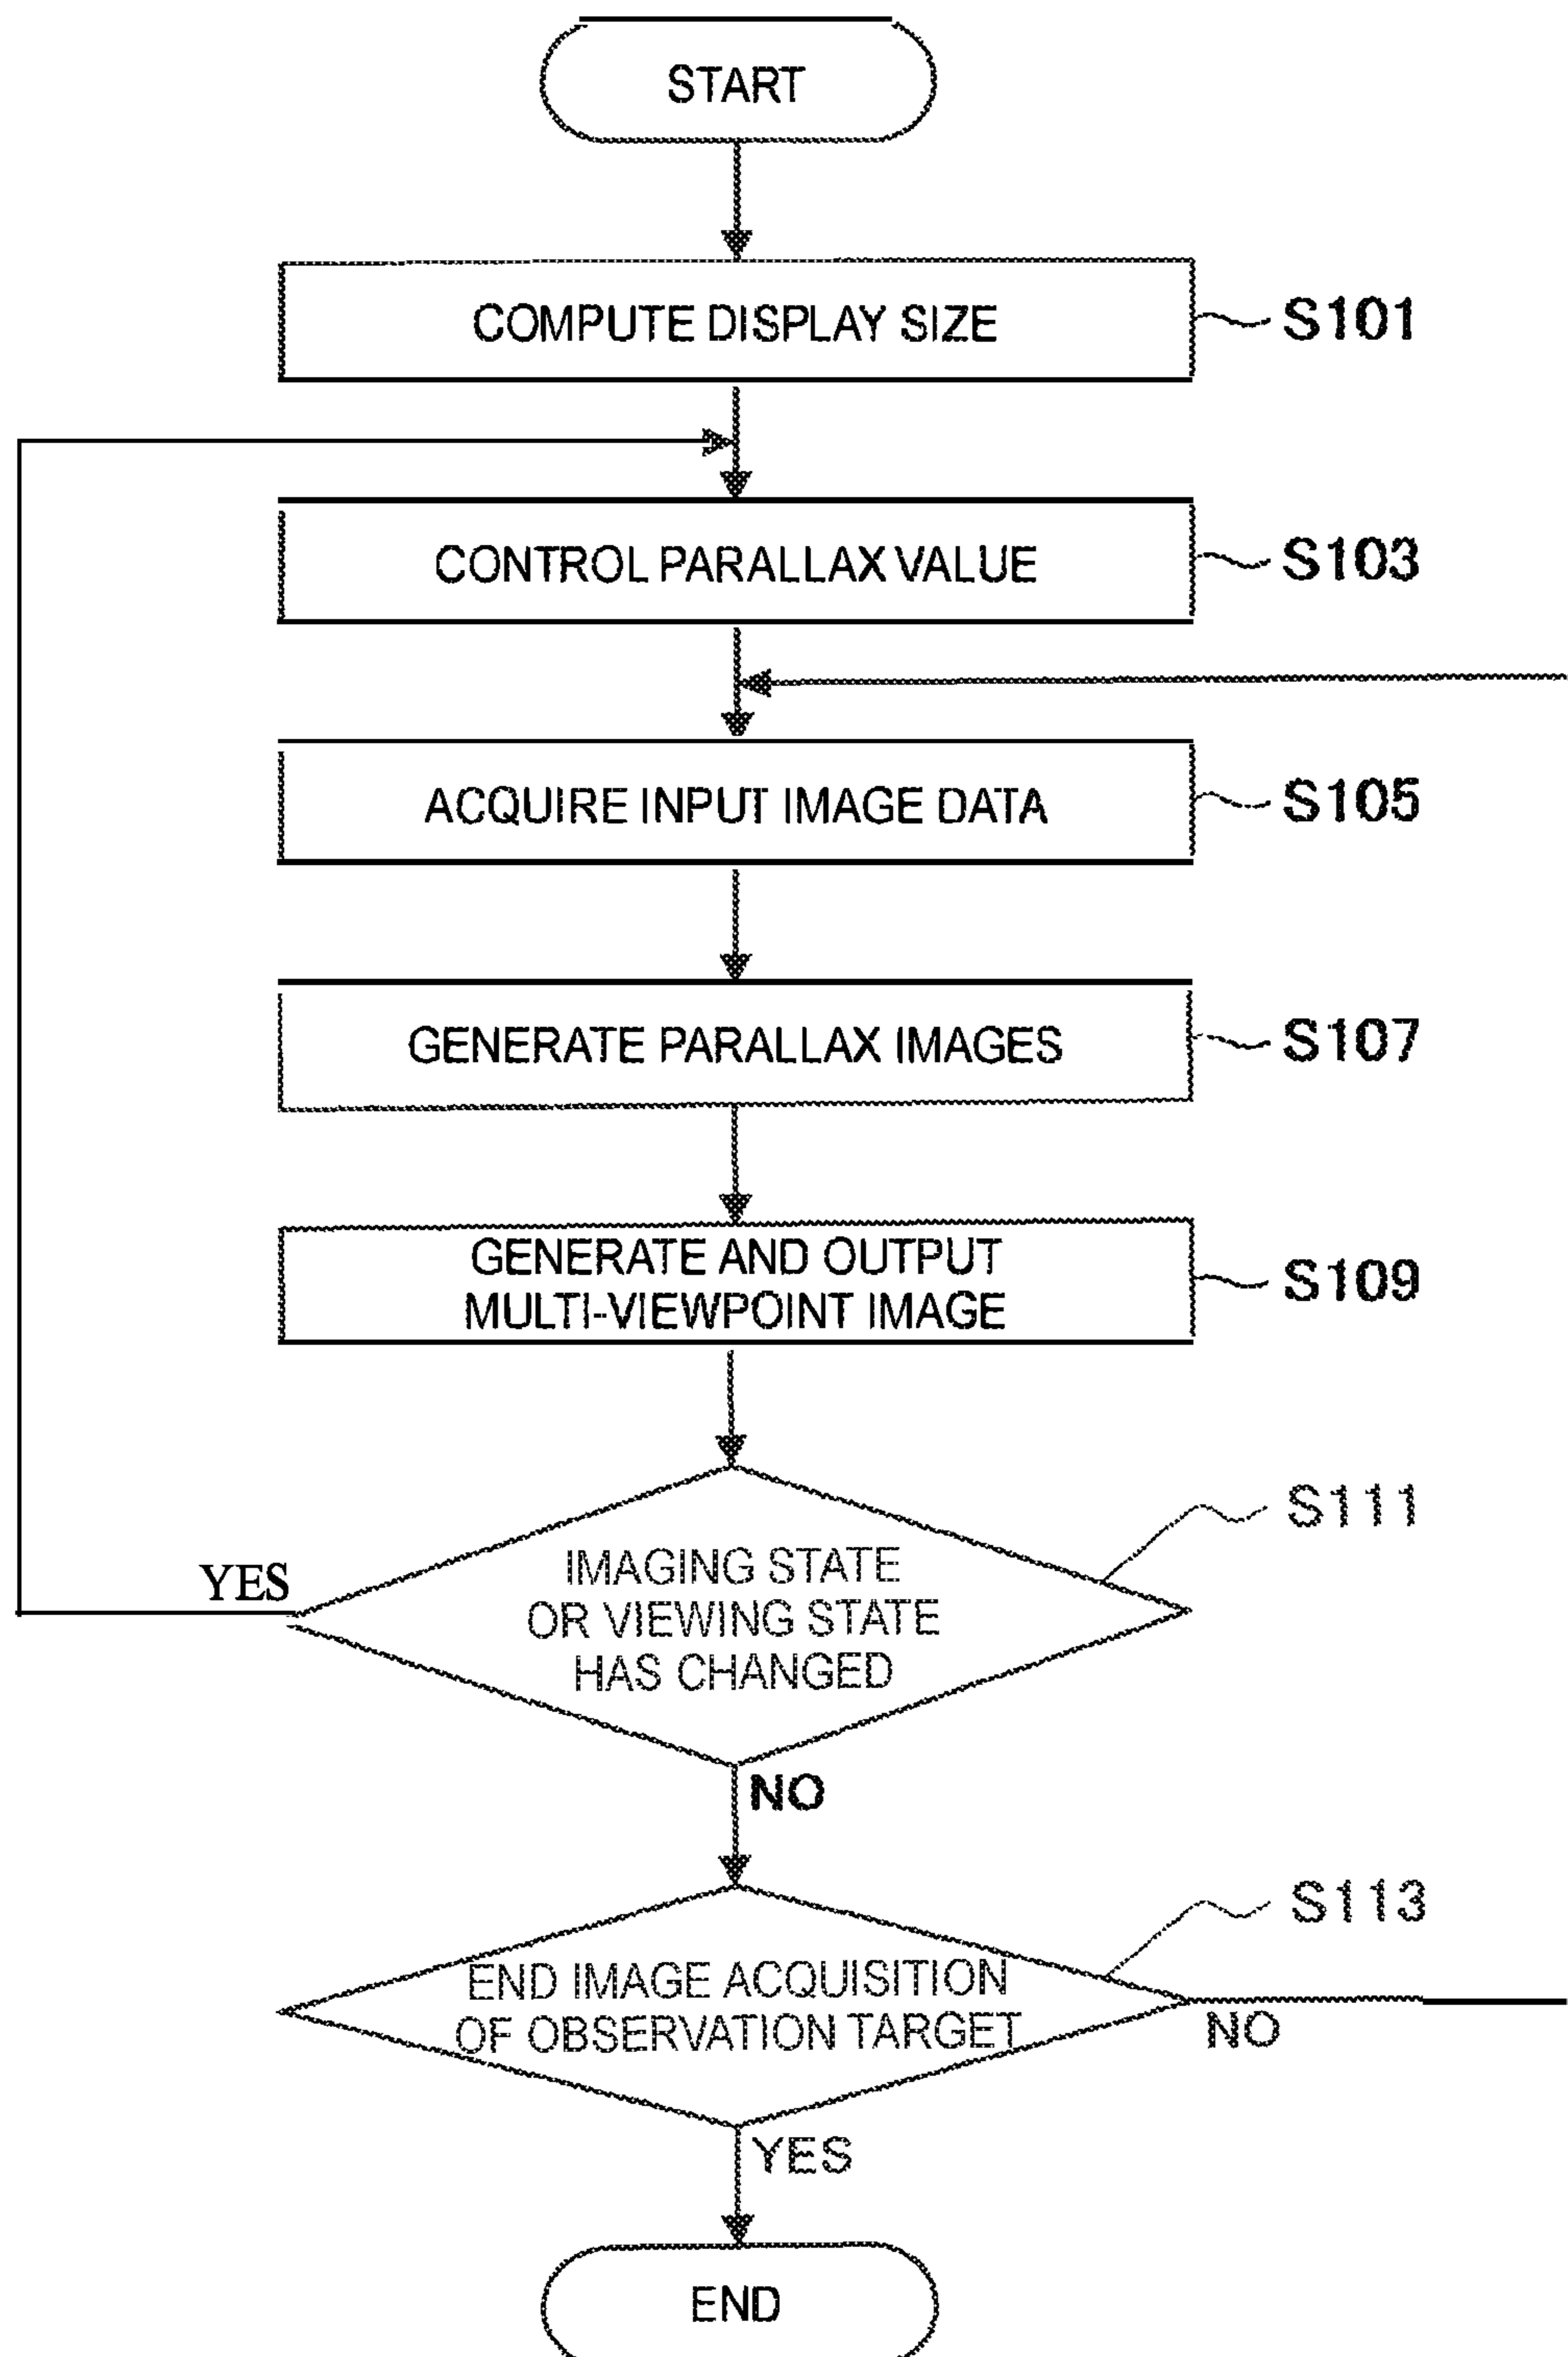 START
COMPUTE DISPLAY SIZE
S101
CONTROL PARALLAX VALUE
S103
ACQUIRE INPUT IMAGE DATA
S105
GENERATE PARALLAX IMAGES
S107
GENERATE AND OUTPUT
MULTI-VIEWPOINT IMAGE
S109
S111
IMAGING STATE
OR VIEWING STATE
HAS CHANGED
YES
NO
S113
END IMAGE ACQUISITION
OF OBSERVATION TARGET
NO
YES
END